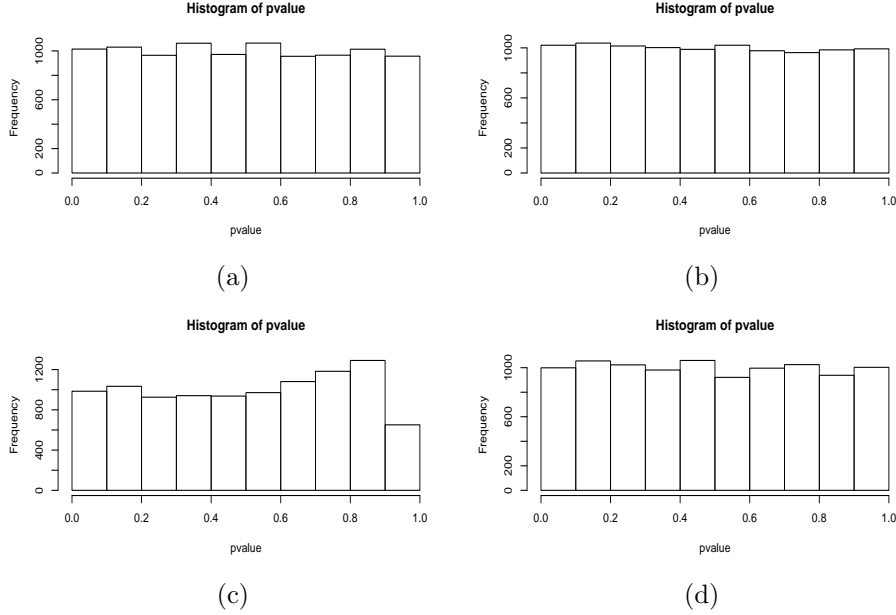 Histogram of pvalue
Frequency
0 200 600 1000
0.0 0.2 0.4 0.6 0.8 1.0
pvalue
(a)
Histogram of pvalue
Frequency
0 200 600 1000
0.0 0.2 0.4 0.6 0.8 1.0
pvalue
(b)
Histogram of pvalue
Frequency
0 400 800 1200
0.0 0.2 0.4 0.6 0.8 1.0
pvalue
(c)
Histogram of pvalue
Frequency
0 200 600 1000
0.0 0.2 0.4 0.6 0.8 1.0
pvalue
(d)